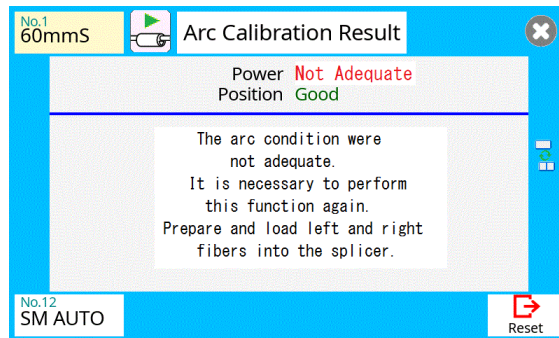 No.1
60mmS
Arc Calibration Result
Power Not Adequate
Position Good
The arc condition were
not adequate.
It is necessary to perform
this function again.
Prepare and load left and right
fibers into the splicer.
No.12
SM AUTO
Reset